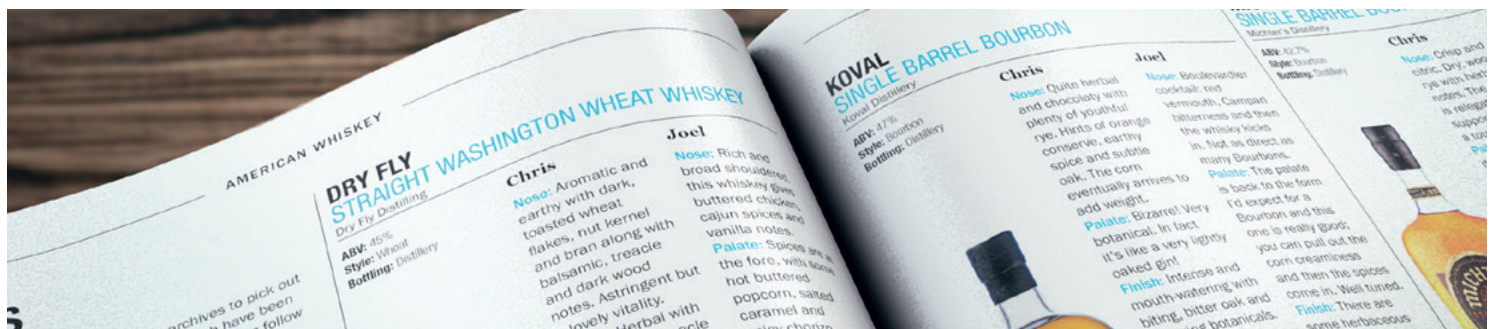 S
archives to pick out
have been
follow
AMERICAN WHISKEY
DRY FLY
STRAIGHT WASHINGTON WHEAT WHISKEY
Dry Fly Distilling
ABV: 45%
Style: Wheat
Bottling: Distillery
Chris
Nose: Aromatic and
earthy with dark,
toasted wheat
flakes, nut kernel
and bran along with
balsamic, treacle
and dark wood
notes. Astringent but
lovely vitality.
Herbal with
Joel
Nose: Rich and
broad shouldered,
this whiskey gives
buttered chicken,
cajun spices and
vanilla notes.
Palate: Spices are at
the fore, with some
hot buttered
popcorn, salted
caramel and
chorizo
KOVAL
SINGLE BARREL BOURBON
Koval Distillery
ABV: 47%
Style: Bourbon
Bottling: Distillery
Chris
Nose: Quite herbal
and chocolaty with
plenty of youthful
rye. Hints of orange
conserve, earthy
spice and subtle
oak. The corn
eventually arrives to
add weight.
Palate: Bizarre! Very
botanical. In fact
it's like a very lightly
oaked gin!
Finish: Intense and
mouth-watering with
biting, bitter oak and
botanicals.
Joel
Nose: Boulevardier
cocktail: red
vermouth, Campari
bitterness and then
the whisky kicks
in. Not as direct as
many Bourbons.
Palate: The palate
is back to the form
I'd expect for a
Bourbon and this
one is really good;
you can pull out the
corn creaminess
and then the spices
come in. Well tuned.
Finish: There are
some herbaceous
SINGLE BARREL
Michter's Distillery
ABV: 42.7%
Style: Bourbon
Bottling: Distillery
Chris
Nose: Crisp and
citric. Dry,
rye with
notes.
is